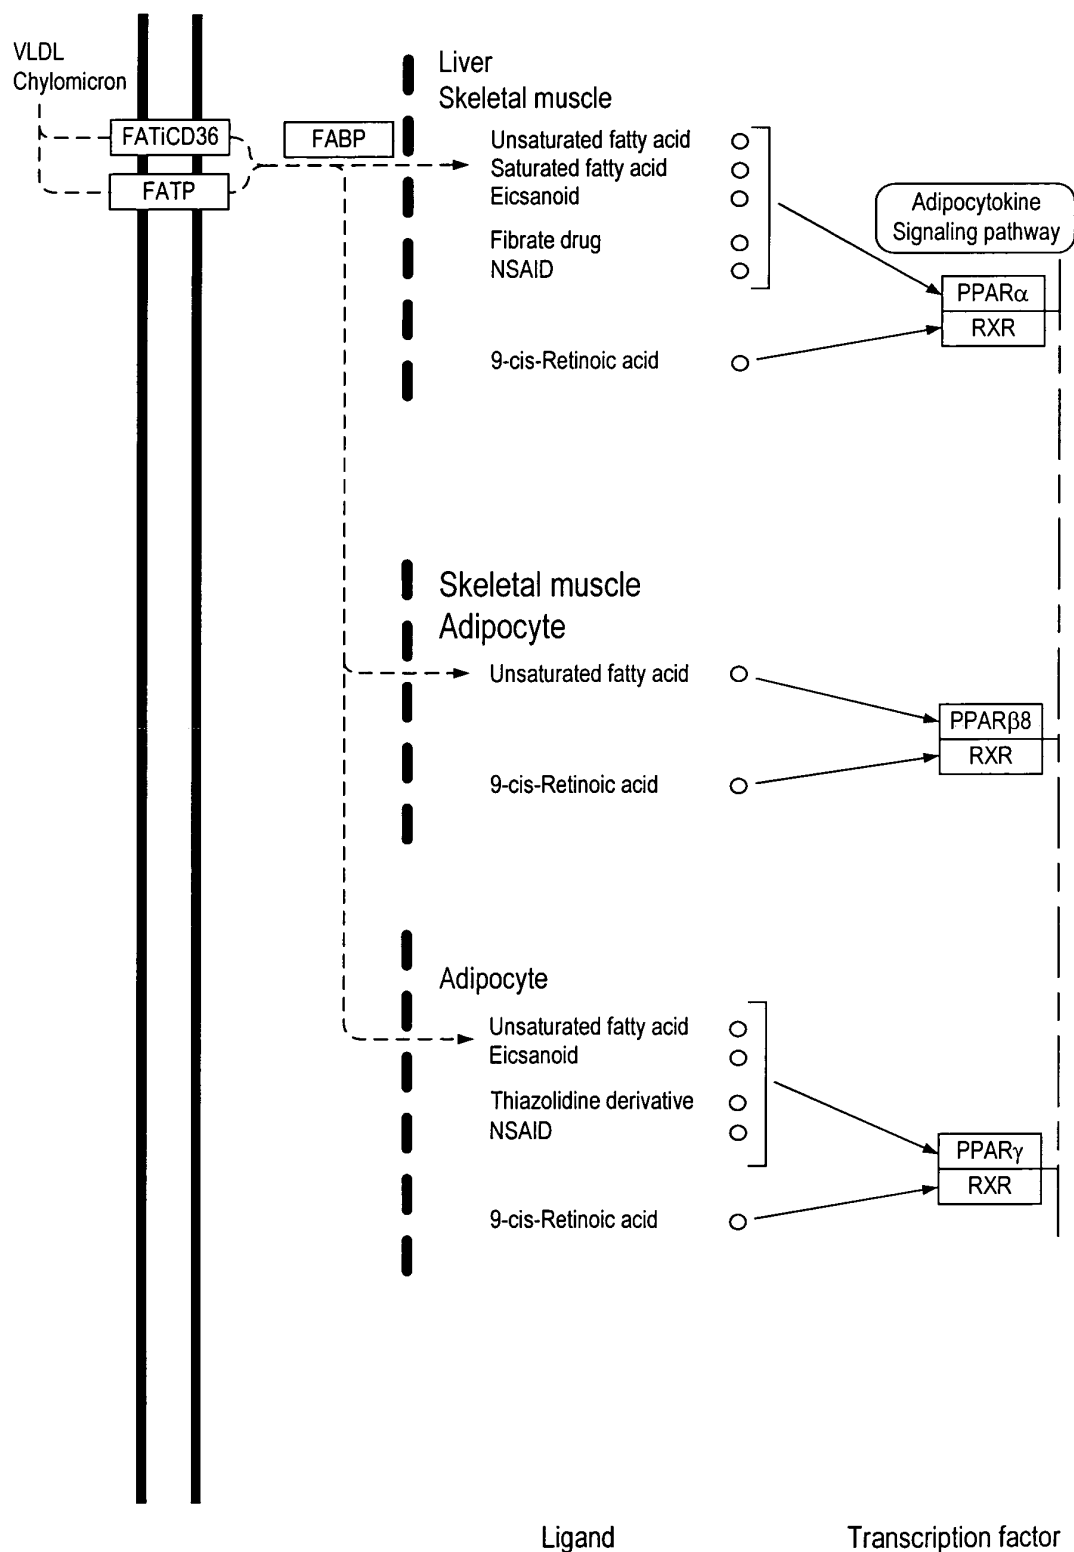 VLDL
Chylomicron
FATiCD36
FATP
FABP
Liver
Skeletal muscle
Unsaturated fatty acid
Saturated fatty acid
Eicsanoid
Fibrate drug
NSAID
9-cis-Retinoic acid
Adipocytokine
Signaling pathway
PPARα
RXR
Skeletal muscle
Adipocyte
Unsaturated fatty acid
9-cis-Retinoic acid
PPARβ8
RXR
Adipocyte
Unsaturated fatty acid
Eicsanoid
Thiazolidine derivative
NSAID
9-cis-Retinoic acid
PPARγ
RXR
Ligand
Transcription factor